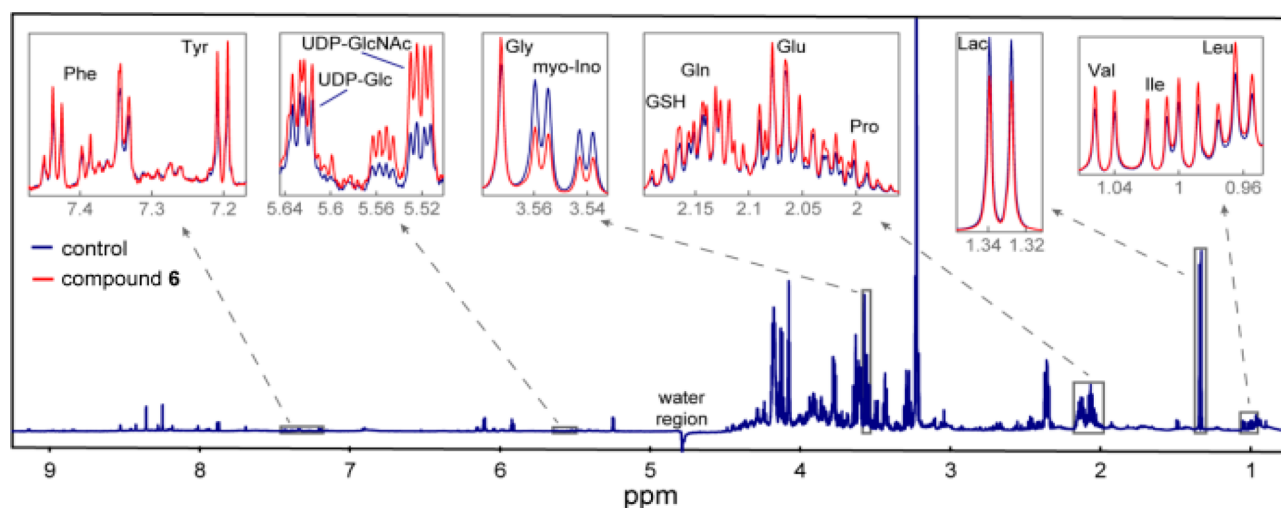 Phe
Tyr
7.4
7.3
7.2
UDP-GlcNAc
UDP-Glc
5.64
5.6
5.56
5.52
Gly
myo-Ino
3.56
3.54
GSH
Gln
Glu
Pro
2.15
2.1
2.05
2
Lac
1.34
1.32
Val
Ile
Leu
1.04
1
0.96
control
compound 6
water
region
9
8
7
6
5
4
3
2
1
ppm